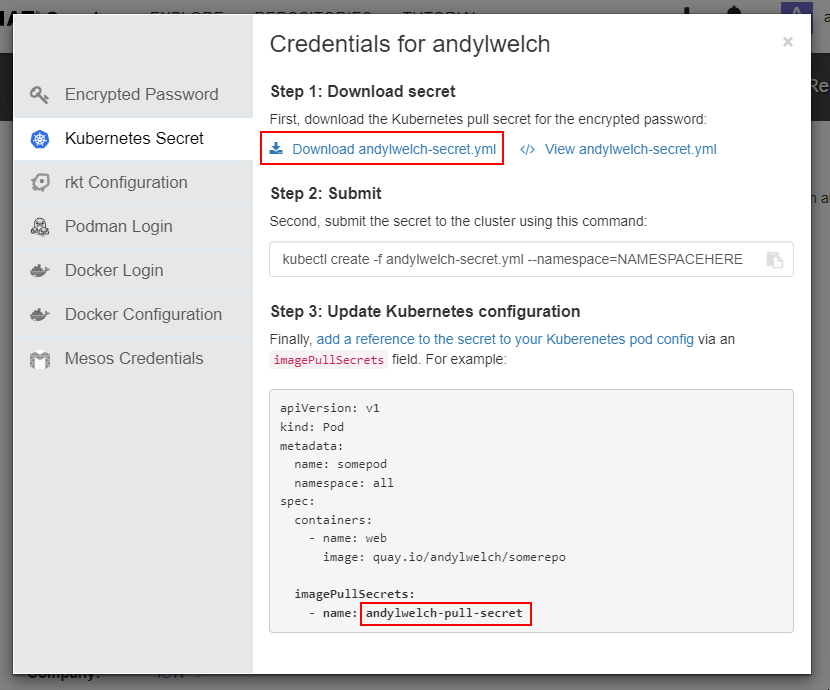 EXPLORE REPOSITORIES TUTORIAL
Credentials for andylwelch
×
Encrypted Password
Kubernetes Secret
rkt Configuration
Podman Login
Docker Login
Docker Configuration
Mesos Credentials
Step 1: Download secret
First, download the Kubernetes pull secret for the encrypted password:
Download andylwelch-secret.yml </> View andylwelch-secret.yml
Step 2: Submit
Second, submit the secret to the cluster using this command:
kubectl create -f andylwelch-secret.yml --namespace=NAMESPACEHERE
Step 3: Update Kubernetes configuration
Finally, add a reference to the secret to your Kuberenetes pod config via an
imagePullSecrets field. For example:
apiVersion: v1
kind: Pod
metadata:
  name: somepod
  namespace: all
spec:
  containers:
    - name: web
      image: quay.io/andylwelch/somerepo
  imagePullSecrets:
    - name: andylwelch-pull-secret
Company: